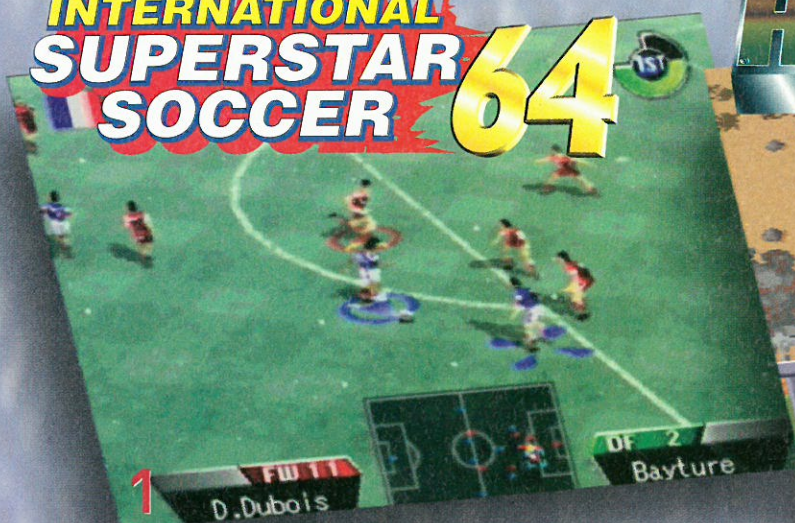 INTERNATIONAL
SUPERSTAR
SOCCER
64
1ST
1
FW 11
D.Dubois
DF 2
Bayture